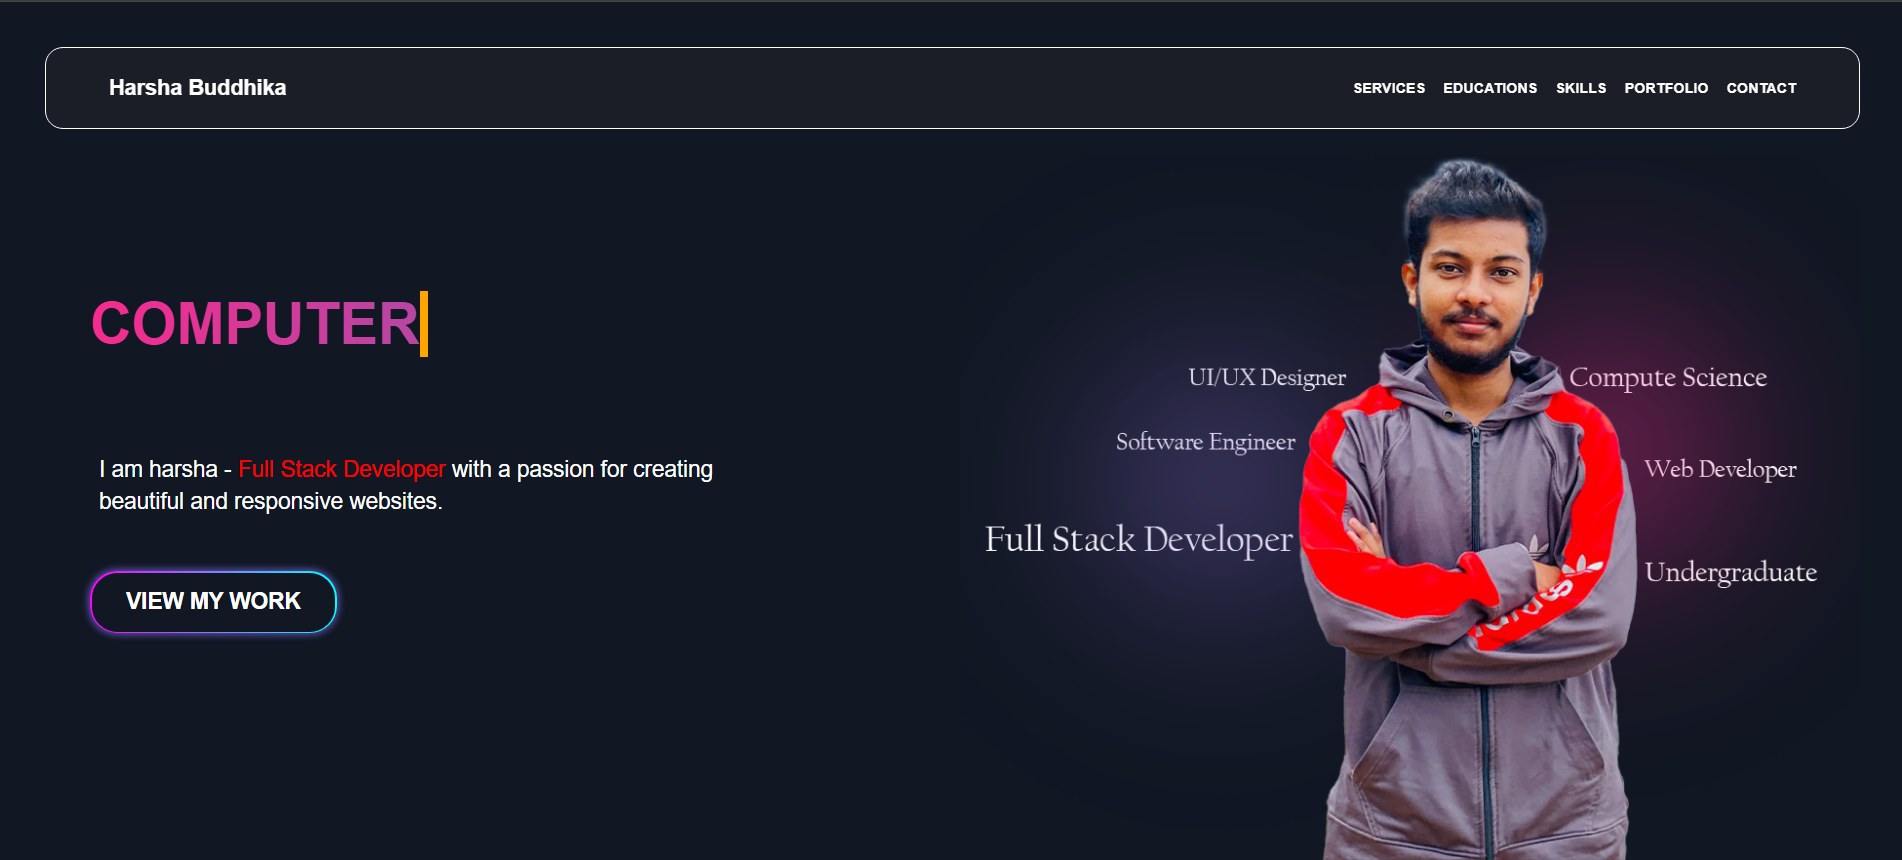 Harsha Buddhika
SERVICES EDUCATIONS SKILLS PORTFOLIO CONTACT
COMPUTER
I am harsha - Full Stack Developer with a passion for creating
beautiful and responsive websites.
VIEW MY WORK
UI/UX Designer
Compute Science
Software Engineer
Web Developer
Full Stack Developer
Undergraduate